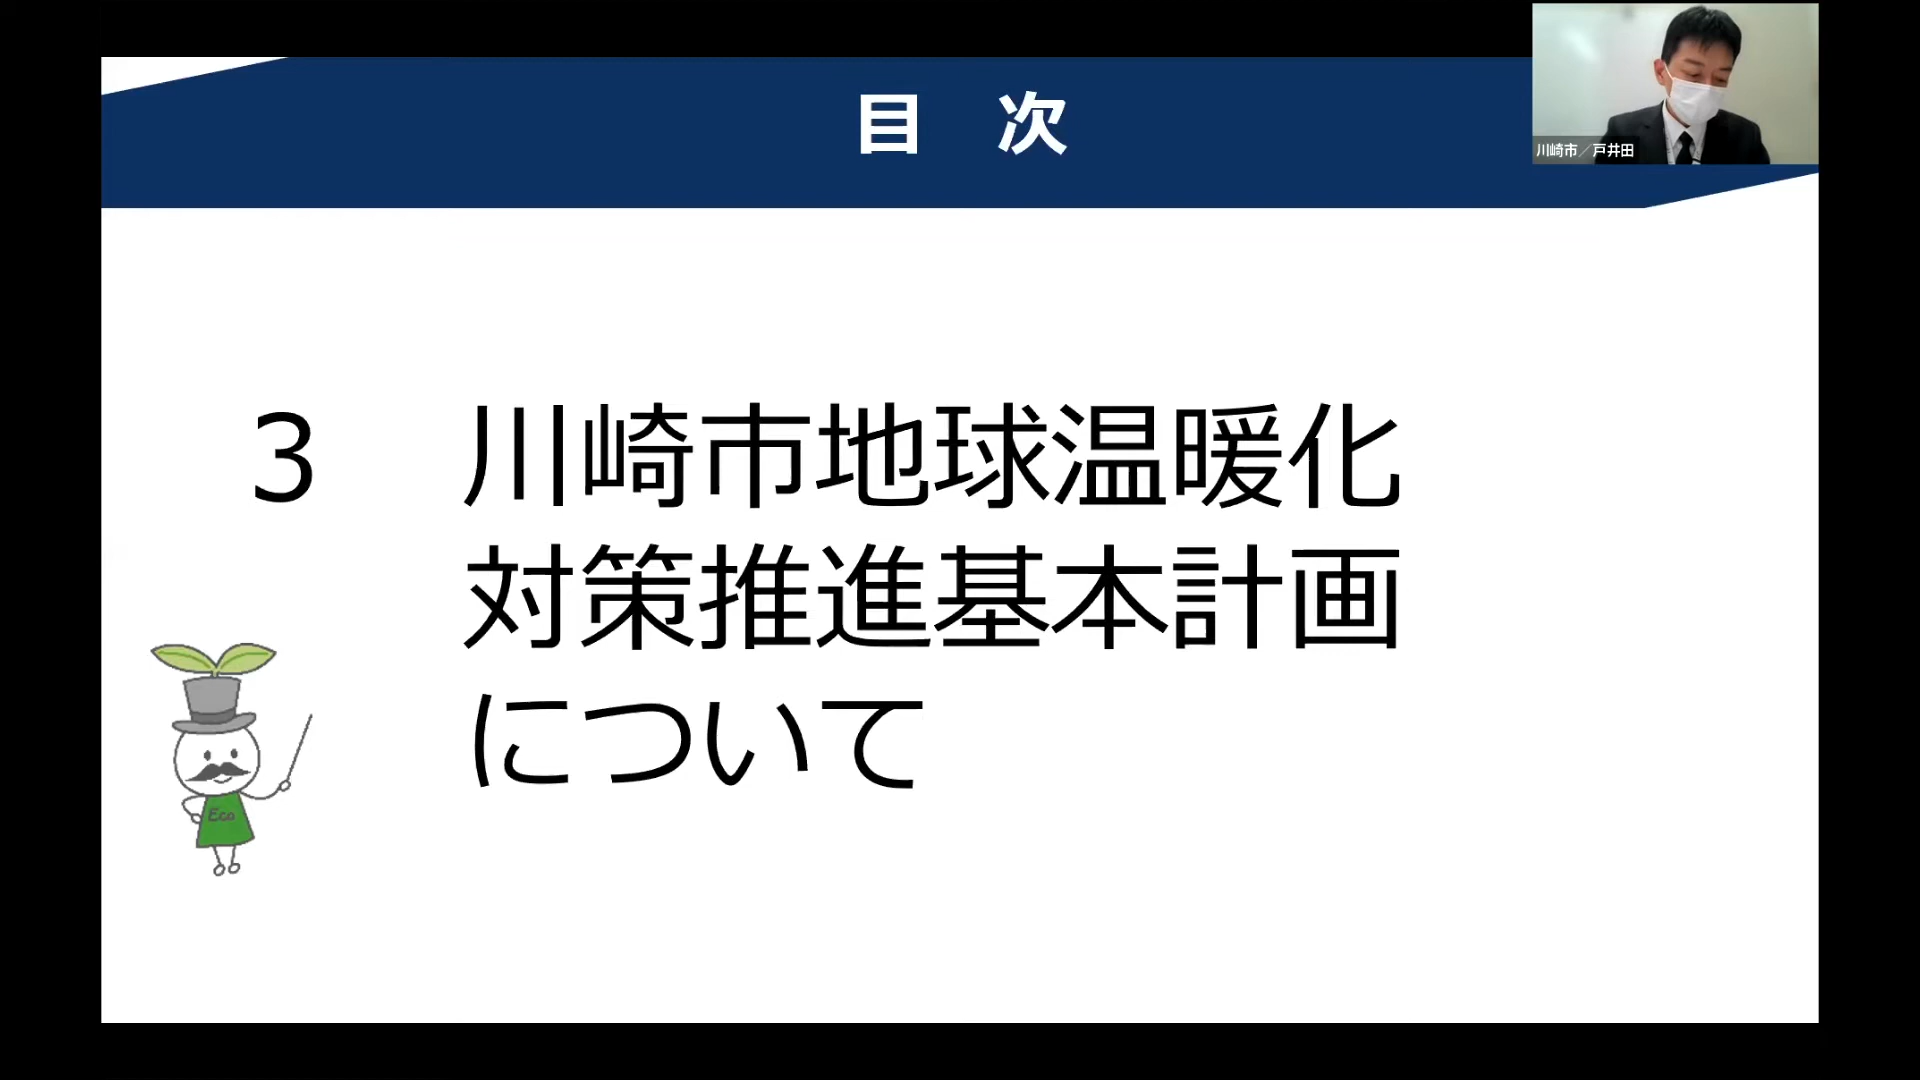 目　次
川崎市／戸井田
3　川崎市地球温暖化
対策推進基本計画
について
Eco